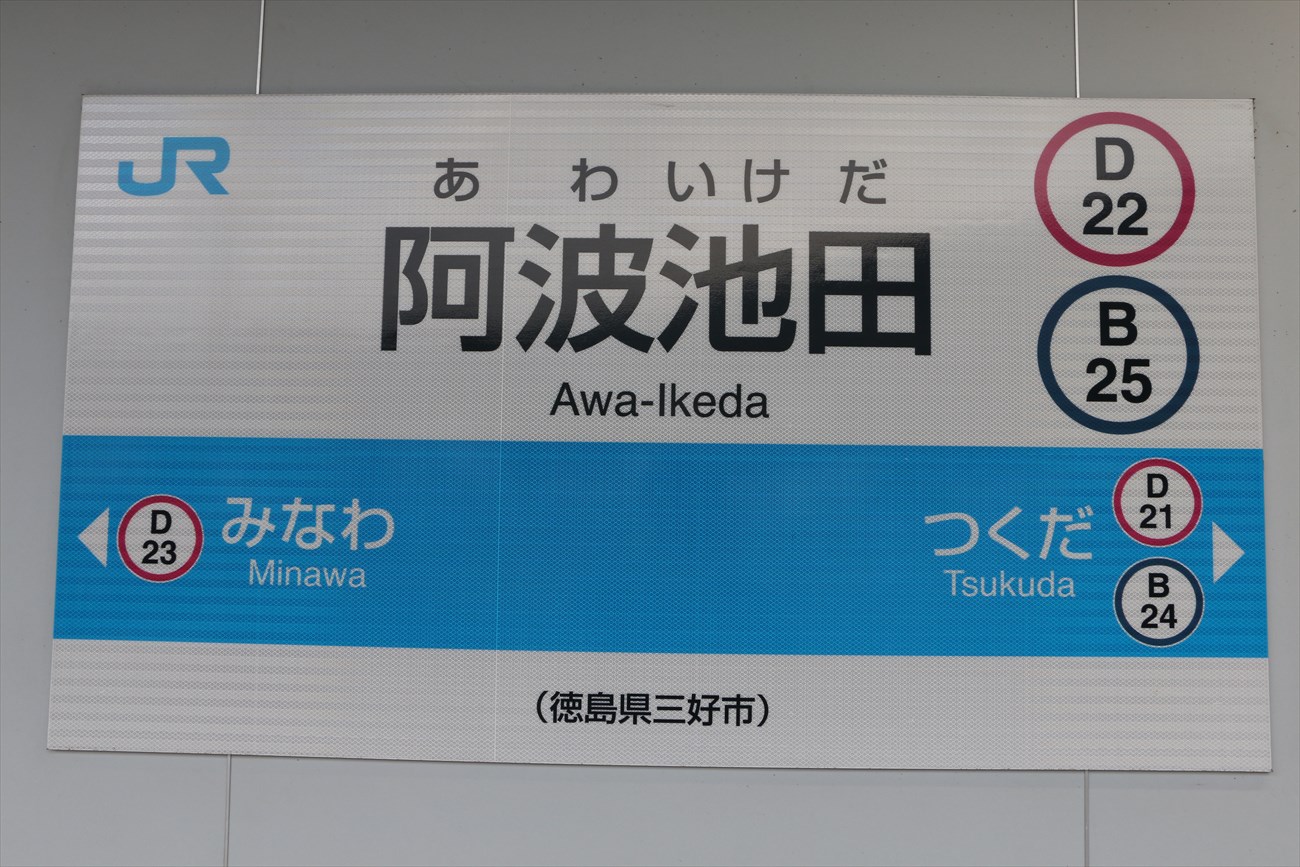 JR
あわいけだ
阿波池田
Awa-Ikeda
D
22
B
25
D
23
みなわ
Minawa
つくだ
Tsukuda
D
21
B
24
（徳島県三好市）